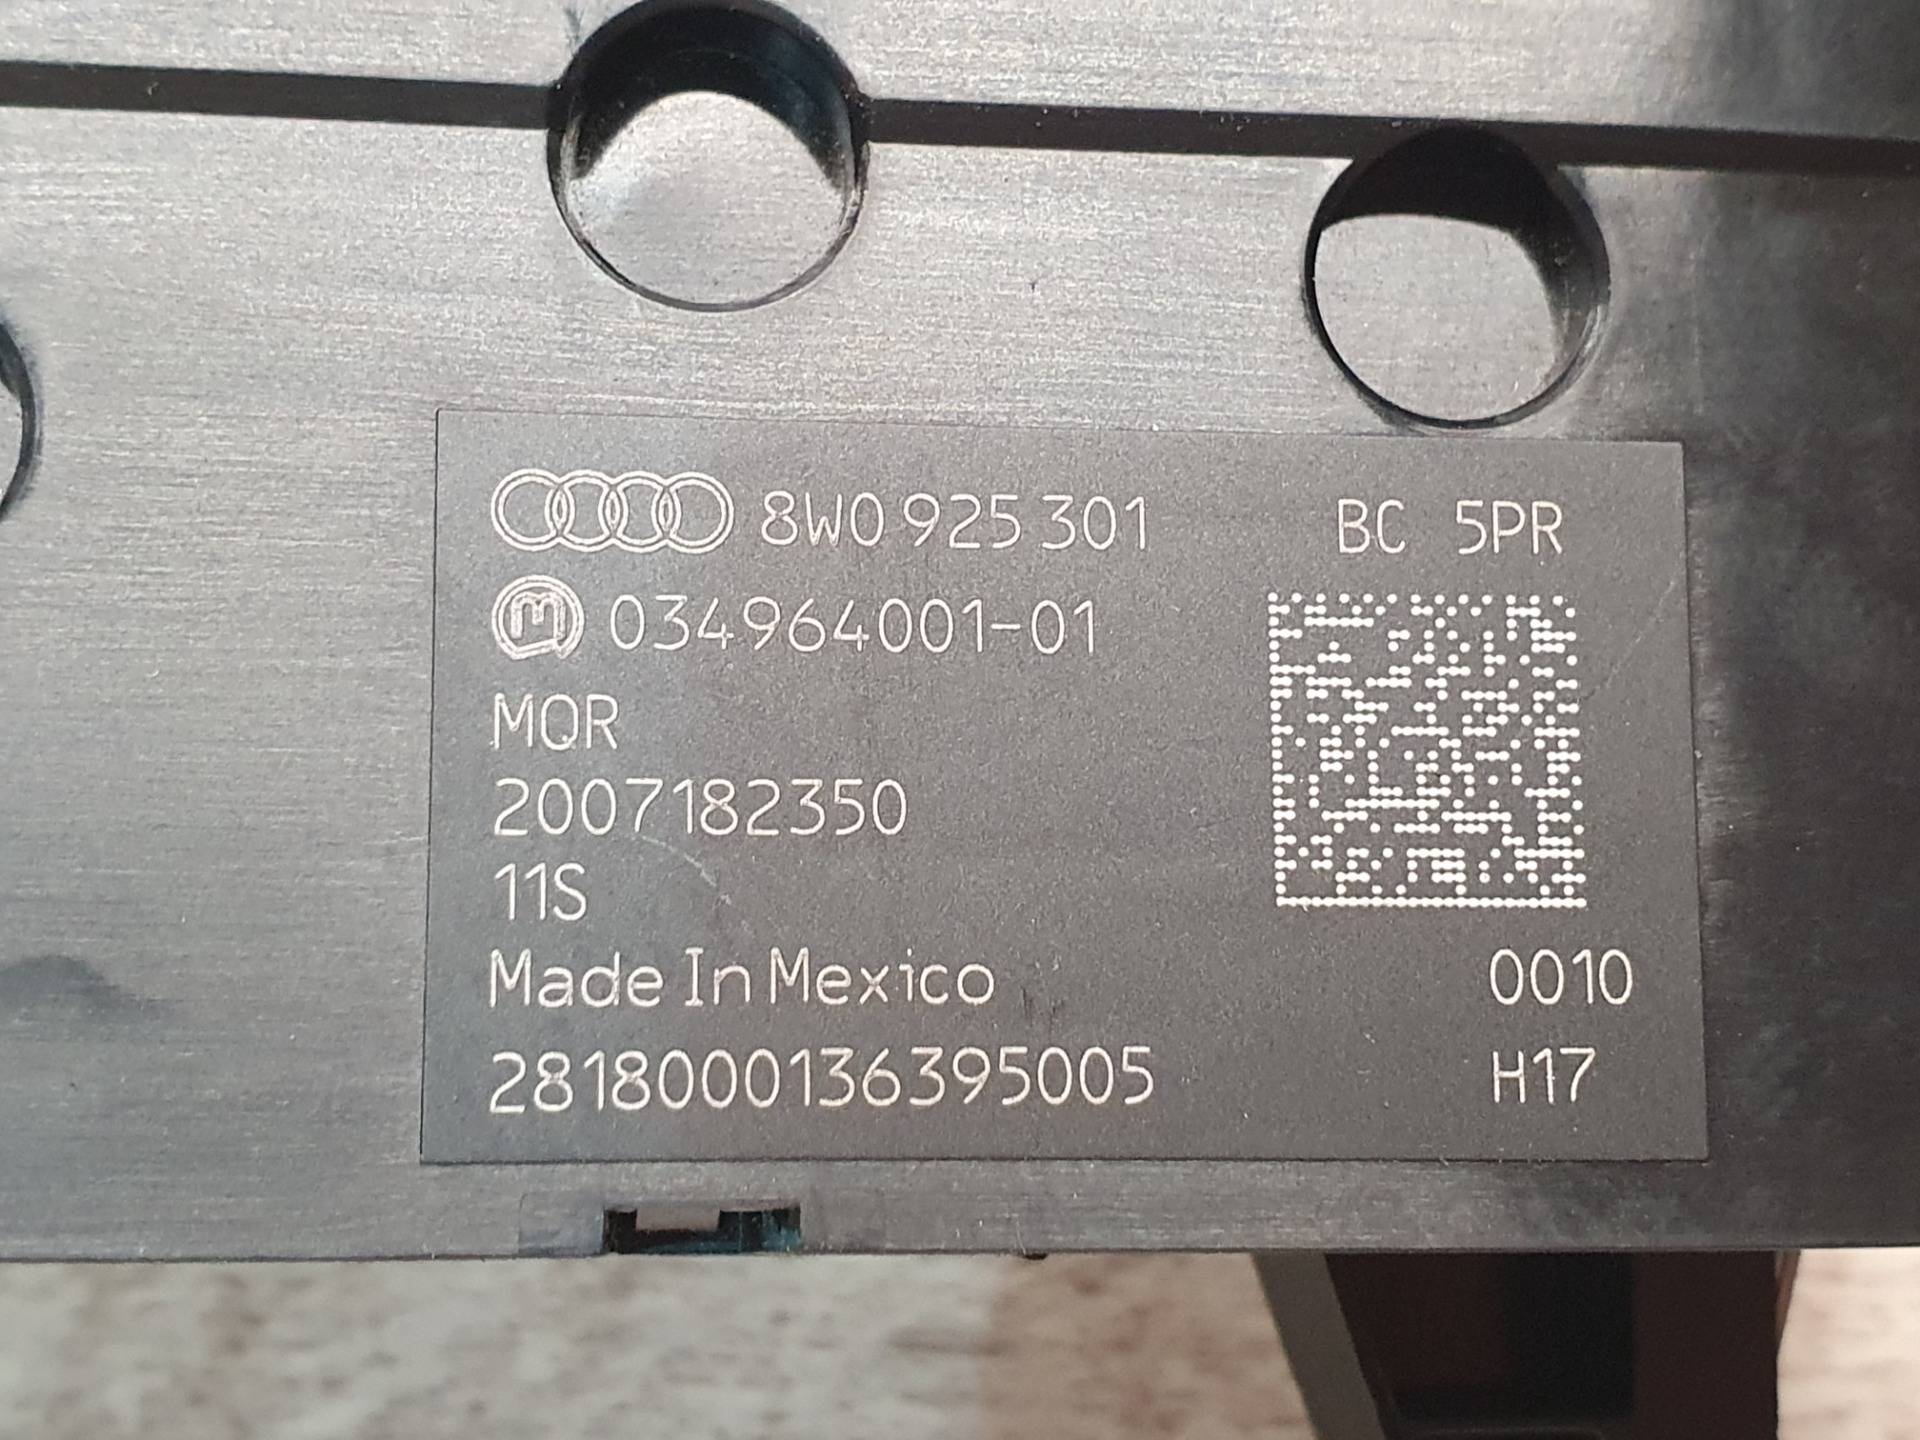 8W0 925 301 BC 5PR
034964001-01
MQR
2007182350
11S
Made In Mexico 0010
2818000136395005 H17